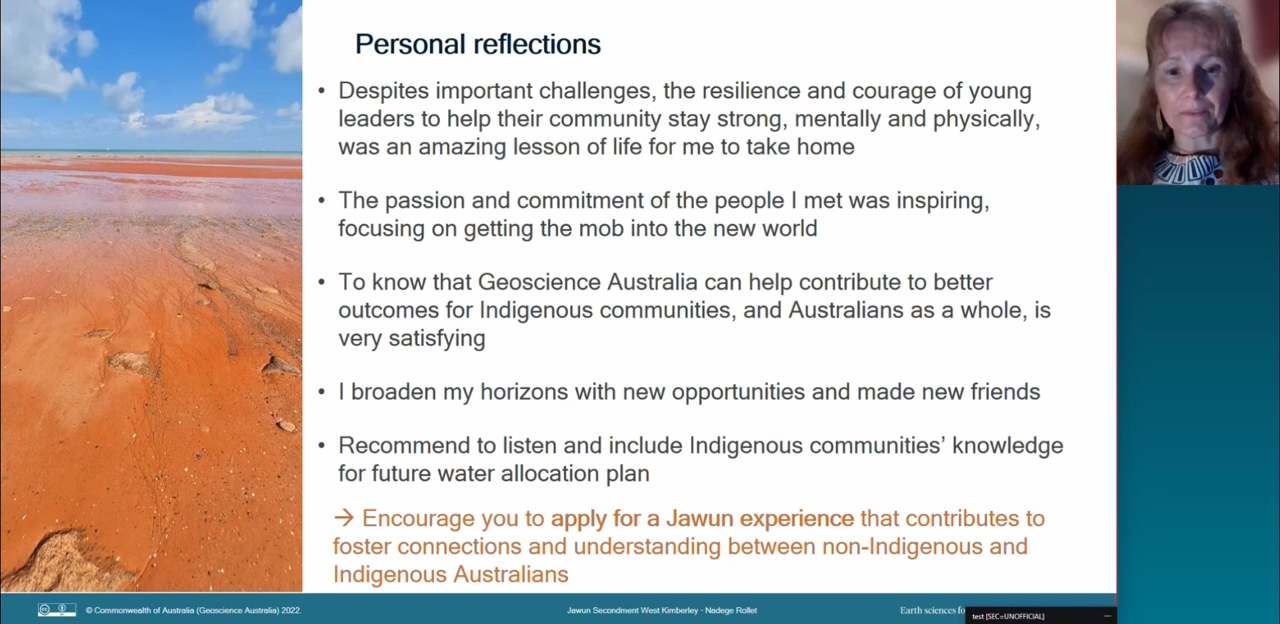 Personal reflections
• Despites important challenges, the resilience and courage of young
leaders to help their community stay strong, mentally and physically,
was an amazing lesson of life for me to take home
• The passion and commitment of the people I met was inspiring,
focusing on getting the mob into the new world
• To know that Geoscience Australia can help contribute to better
outcomes for Indigenous communities, and Australians as a whole, is
very satisfying
• I broaden my horizons with new opportunities and made new friends
• Recommend to listen and include Indigenous communities’ knowledge
for future water allocation plan
→ Encourage you to apply for a Jawun experience that contributes to
foster connections and understanding between non-Indigenous and
Indigenous Australians
© Commonwealth of Australia (Geoscience Australia) 2022.
Jawun Secondment West Kimberley - Nadege Rollet
Earth sciences
test [SEC=UNOFFICIAL]